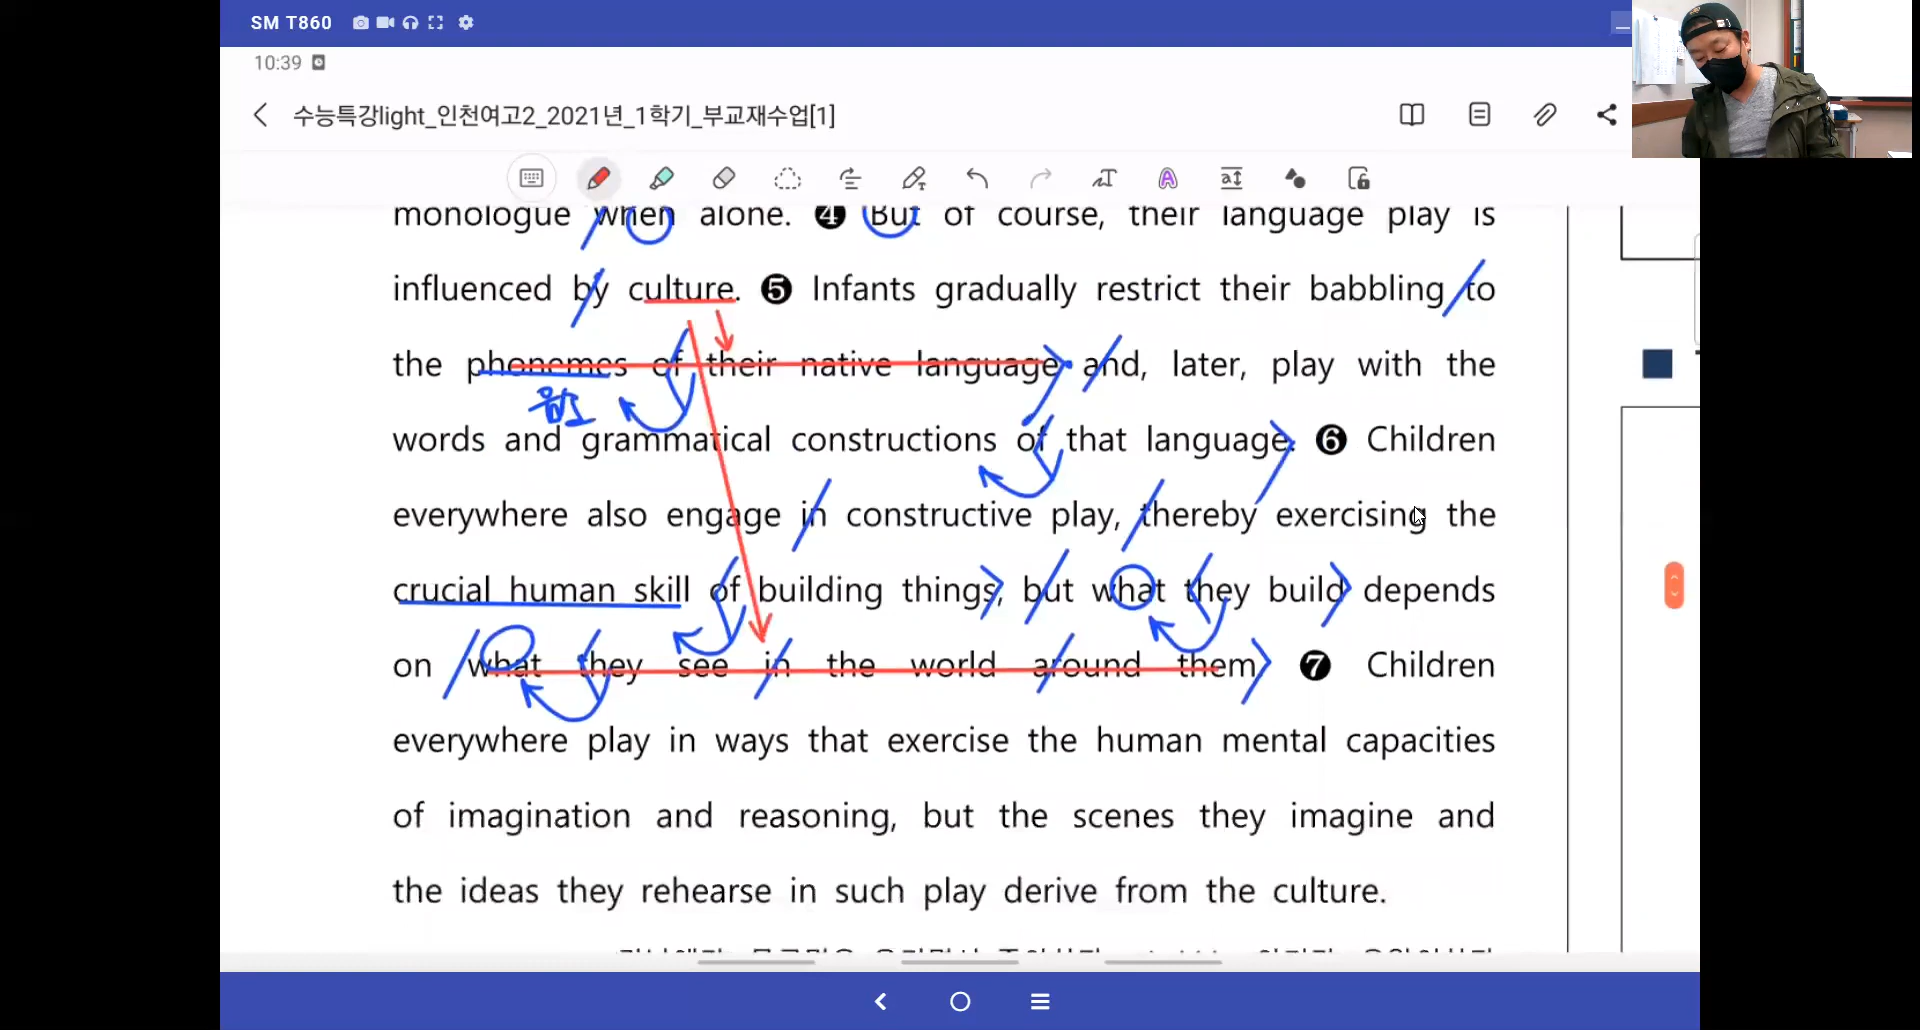 SM T860
10:39
수능특강light_인천여고2_2021년_1학기_부교재수업[1]
monologue when alone. ❹ But of course, their language play is
influenced by culture. ❺ Infants gradually restrict their babbling to
the phonemes of their native language and, later, play with the
음소
words and grammatical constructions of that language. ❻ Children
everywhere also engage in constructive play, thereby exercising the
crucial human skill of building things, but what they build depends
on what they see in the world around them. ❼ Children
everywhere play in ways that exercise the human mental capacities
of imagination and reasoning, but the scenes they imagine and
the ideas they rehearse in such play derive from the culture.